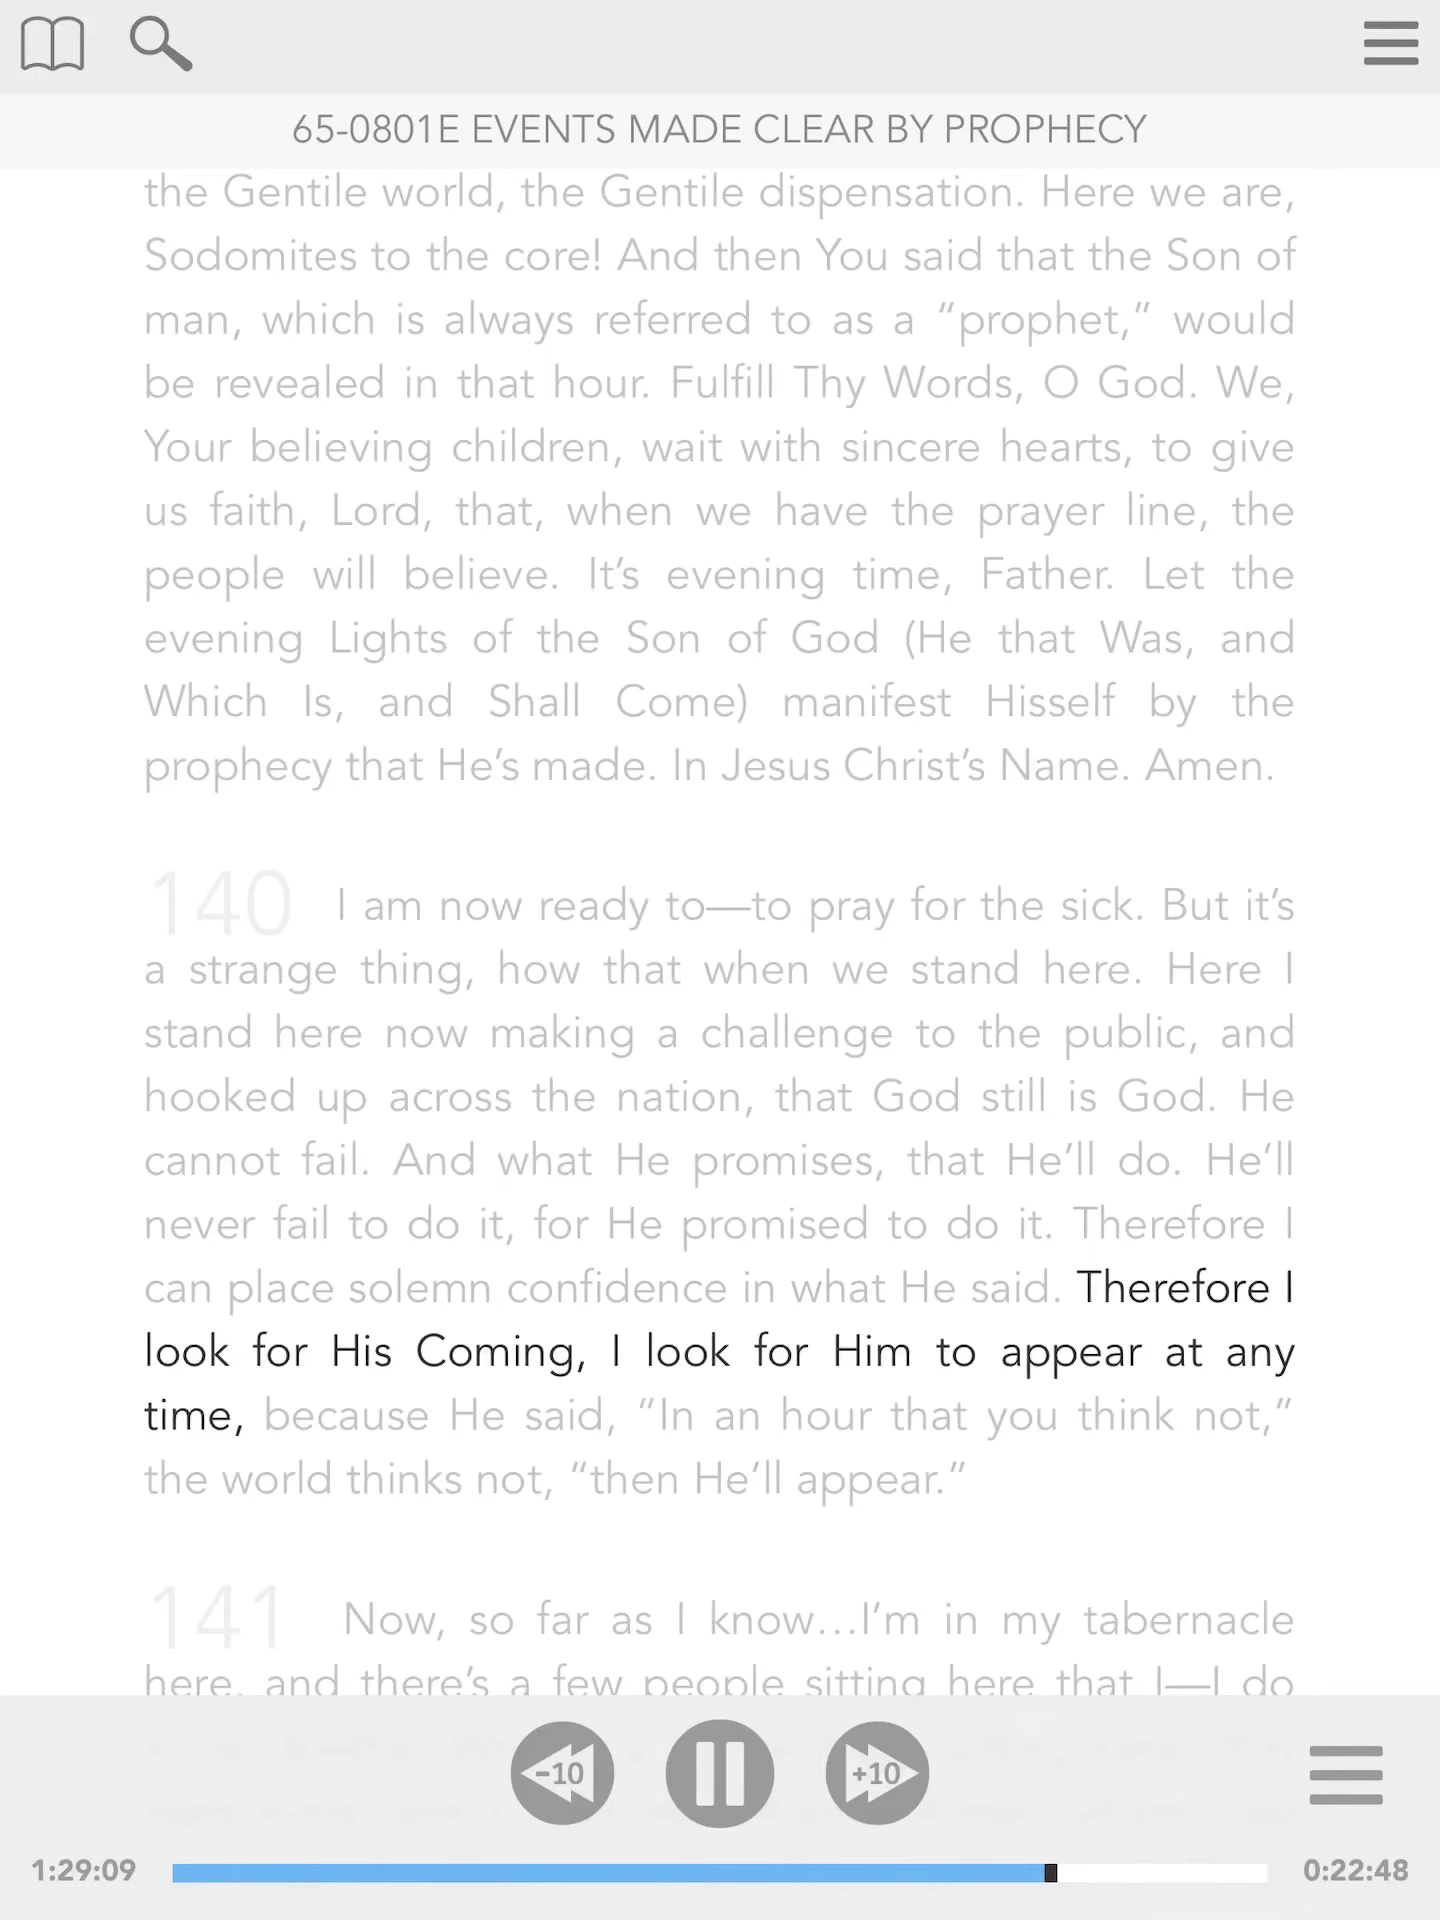 65-0801E EVENTS MADE CLEAR BY PROPHECY
the Gentile world, the Gentile dispensation. Here we are,
Sodomites to the core! And then You said that the Son of
man, which is always referred to as a “prophet,” would
be revealed in that hour. Fulfill Thy Words, O God. We,
Your believing children, wait with sincere hearts, to give
us faith, Lord, that, when we have the prayer line, the
people will believe. It’s evening time, Father. Let the
evening Lights of the Son of God (He that Was, and
Which Is, and Shall Come) manifest Hisself by the
prophecy that He’s made. In Jesus Christ’s Name. Amen.
140 I am now ready to—to pray for the sick. But it’s
a strange thing, how that when we stand here. Here I
stand here now making a challenge to the public, and
hooked up across the nation, that God still is God. He
cannot fail. And what He promises, that He’ll do. He’ll
never fail to do it, for He promised to do it. Therefore I
can place solemn confidence in what He said. Therefore I
look for His Coming, I look for Him to appear at any
time, because He said, “In an hour that you think not,”
the world thinks not, “then He’ll appear.”
141 Now, so far as I know…I’m in my tabernacle
here, and there’s a few people sitting here that I—I do
-10 +10
1:29:09 0:22:48